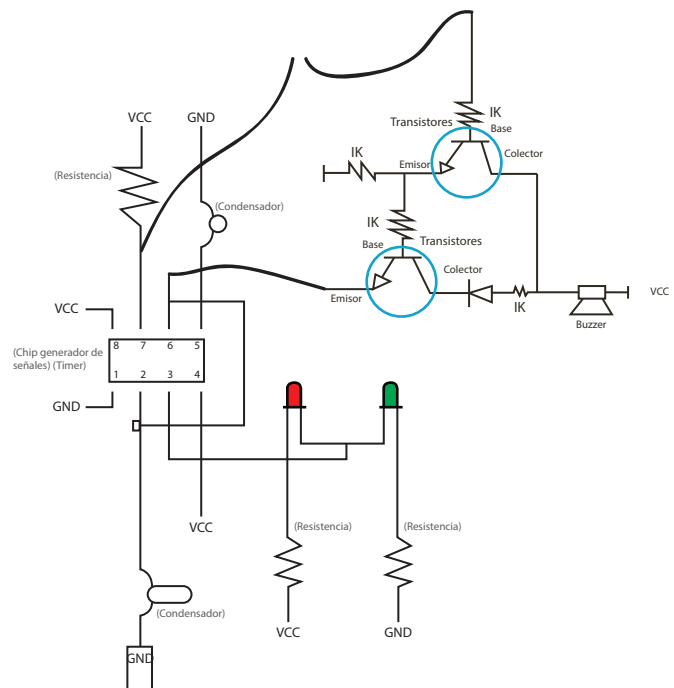 IK
Transistores
Base
VCC
GND
IK
Colector
Emisor
(Resistencia)
(Condensador)
IK
Transistores
Base
Colector
VCC
Emisor
IK
VCC
Buzzer
8 7 6 5
(Chip generador de
señales) (Timer)
1 2 3 4
GND
VCC
(Resistencia)
(Resistencia)
(Condensador)
VCC
GND
GND